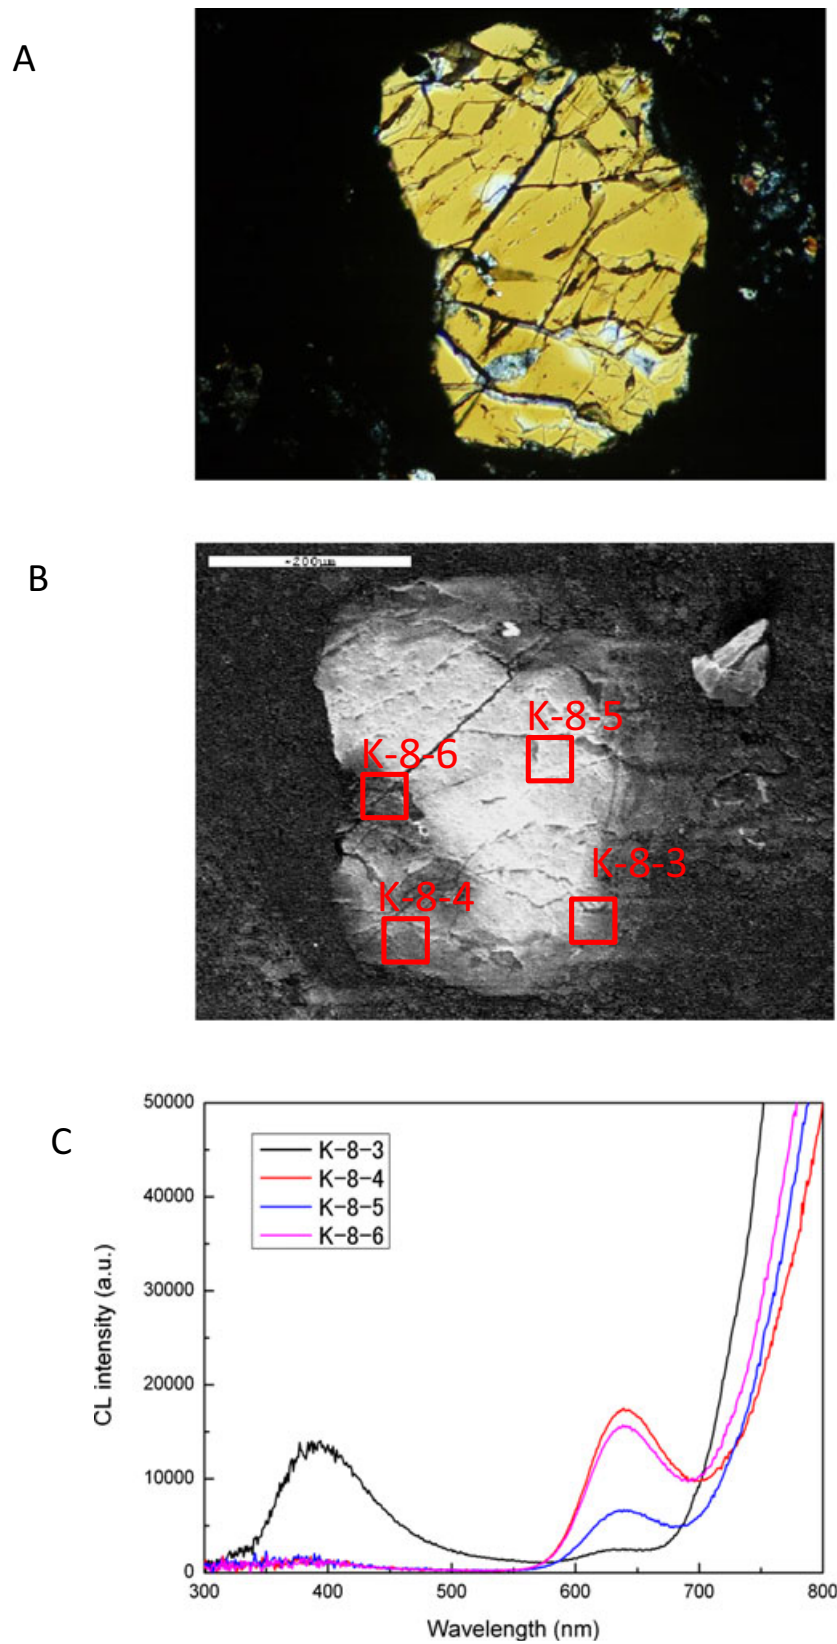 A
B
200um
K-8-5
K-8-6
K-8-3
K-8-4
C
50000
40000
30000
20000
10000
0
CL intensity (a.u.)
K-8-3
K-8-4
K-8-5
K-8-6
300 400 500 600 700 800
Wavelength (nm)